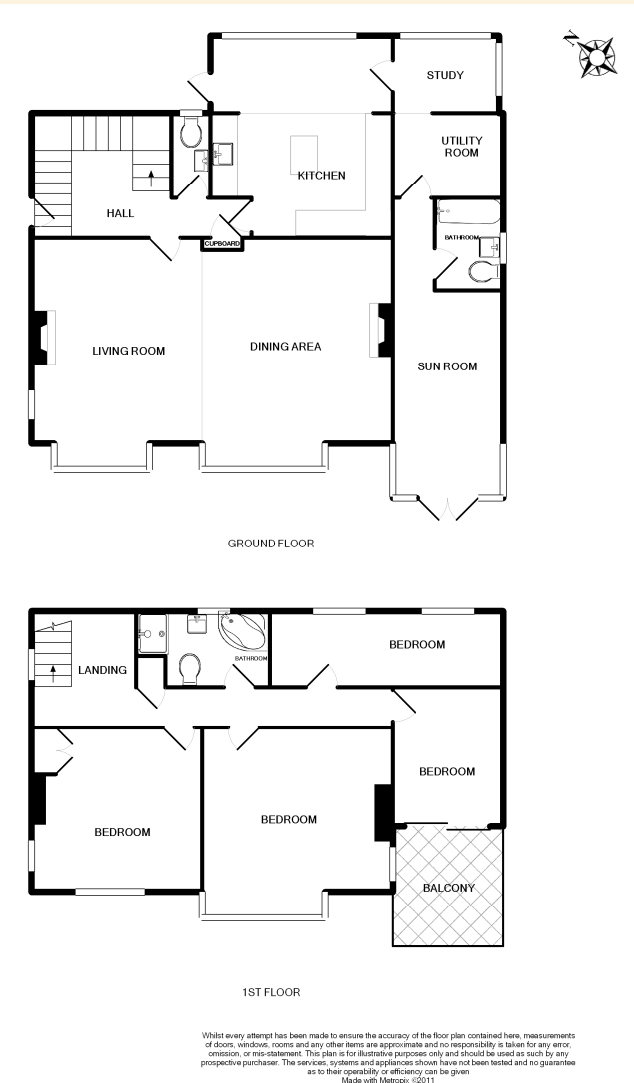 N
STUDY
UTILITY
ROOM
KITCHEN
HALL
BATHROOM
CUPBOARD
LIVING ROOM
DINING AREA
SUN ROOM
GROUND FLOOR
BEDROOM
LANDING
BATHROOM
BEDROOM
BEDROOM
BEDROOM
BALCONY
1ST FLOOR
Whilst every attempt has been made to ensure the accuracy of the floor plan contained here, measurements
of doors, windows, rooms and any other items are approximate and no responsibility is taken for any error,
omission, or mis-statement. This plan is for illustrative purposes only and should be used as such by any
prospective purchaser. The services, systems and appliances shown have not been tested and no guarantee
as to their operability or efficiency can be given
Made with Metropix ©2011